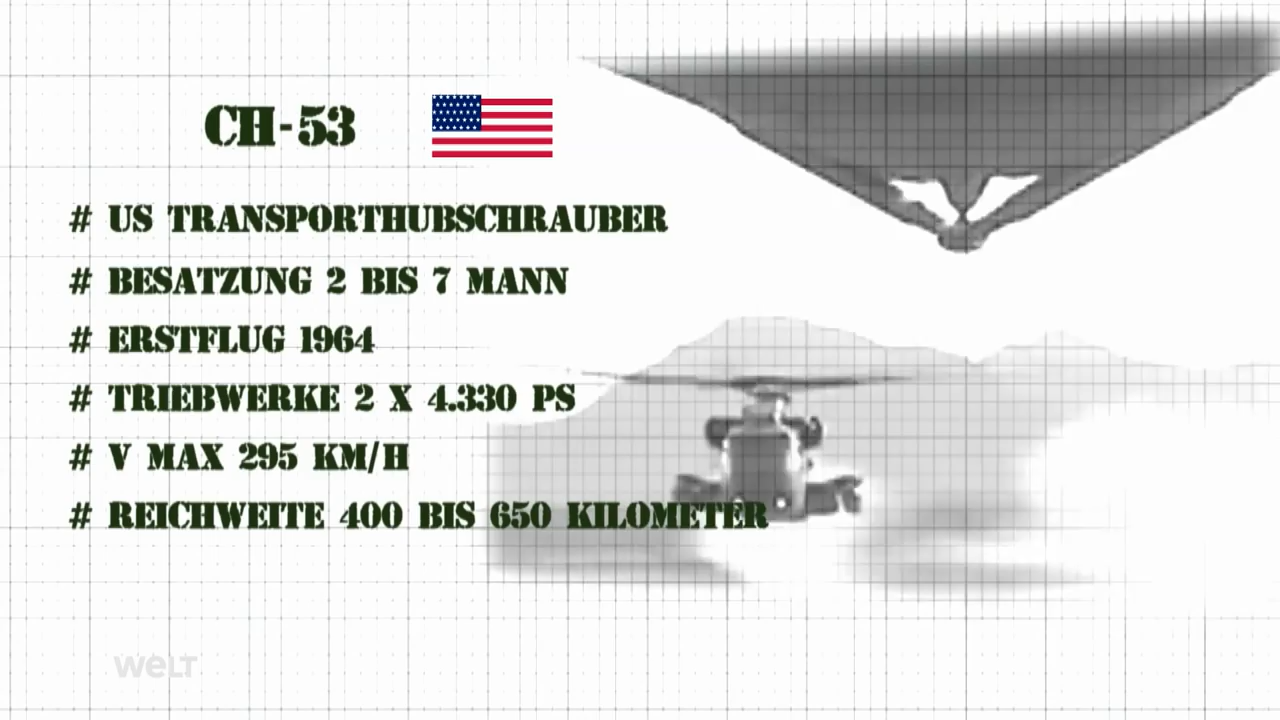 CH-53
# US TRANSPORTHUBSCHRAUBER
# BESATZUNG 2 BIS 7 MANN
# ERSTFLUG 1964
# TRIEBWERKE 2 X 4.330 PS
# V MAX 295 KM/H
# REICHWEITE 400 BIS 650 KILOMETER
WELT